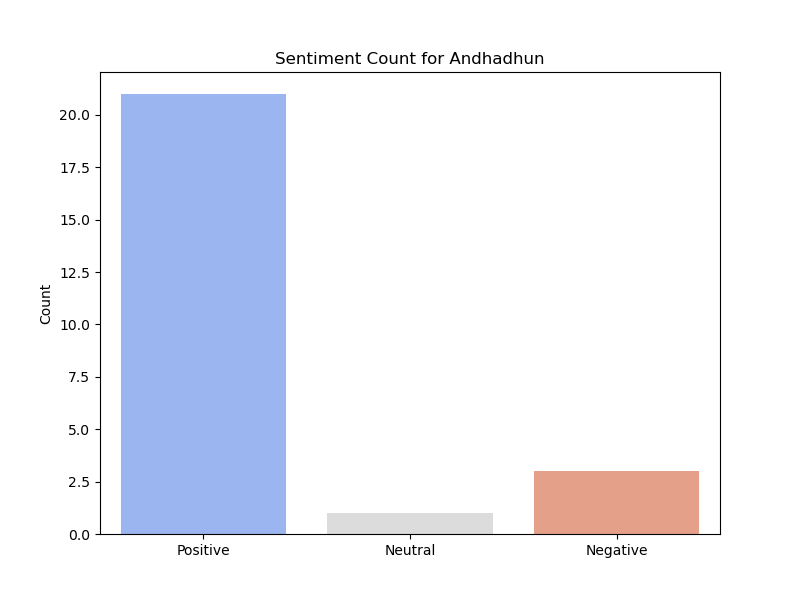 Sentiment Count for Andhadhun
20.0
17.5
15.0
12.5
10.0
7.5
5.0
2.5
0.0
Count
Positive
Neutral
Negative